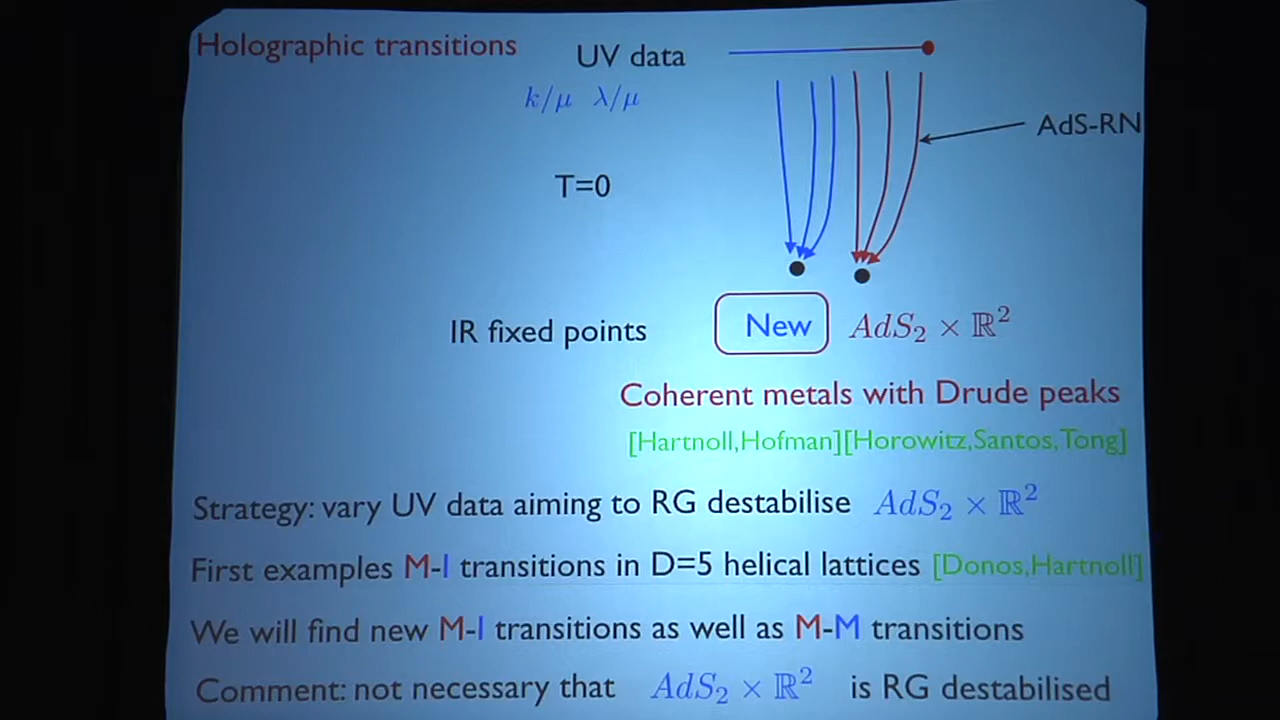 Holographic transitions
UV data
k/μ λ/μ
AdS-RN
T=0
IR fixed points
New
AdS₂ × ℝ²
Coherent metals with Drude peaks
[Hartnoll,Hofman][Horowitz,Santos,Tong]
Strategy: vary UV data aiming to RG destabilise AdS₂ × ℝ²
First examples M-I transitions in D=5 helical lattices [Donos,Hartnoll]
We will find new M-I transitions as well as M-M transitions
Comment: not necessary that AdS₂ × ℝ² is RG destabilised